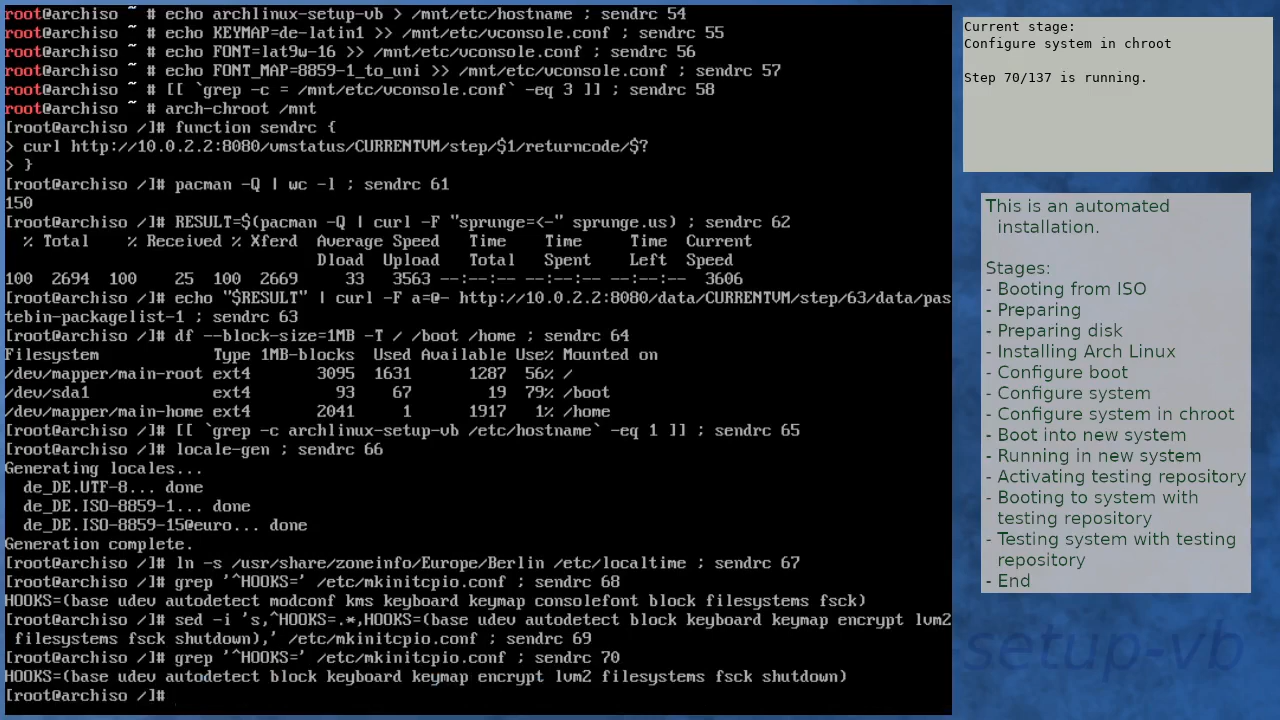 root@archiso ~ # echo archlinux-setup-vb > /mnt/etc/hostname ; sendrc 54
root@archiso ~ # echo KEYMAP=de-latin1 >> /mnt/etc/vconsole.conf ; sendrc 55
root@archiso ~ # echo FONT=lat9w-16 >> /mnt/etc/vconsole.conf ; sendrc 56
root@archiso ~ # echo FONT_MAP=8859-1_to_uni >> /mnt/etc/vconsole.conf ; sendrc 57
root@archiso ~ # [[ `grep -c = /mnt/etc/vconsole.conf` -eq 3 ]] ; sendrc 58
root@archiso ~ # arch-chroot /mnt
[root@archiso /]# function sendrc {
> curl http://10.0.2.2:8080/vmstatus/CURRENTVM/step/$1/returncode/$?
> }
[root@archiso /]# pacman -Q | wc -l ; sendrc 61
150
[root@archiso /]# RESULT=$(pacman -Q | curl -F "sprunge=<-" sprunge.us) ; sendrc 62
  % Total    % Received % Xferd  Average Speed   Time    Time     Time  Current
                                 Dload  Upload   Total   Spent    Left  Speed
100  2694  100    25  100  2669     33   3563 --:--:-- --:--:-- --:--:--  3606
[root@archiso /]# echo "$RESULT" | curl -F a=@- http://10.0.2.2:8080/data/CURRENTVM/step/63/data/pas
tebin-packagelist-1 ; sendrc 63
[root@archiso /]# df --block-size=1MB -T / /boot /home ; sendrc 64
Filesystem            Type 1MB-blocks  Used Available Use% Mounted on
/dev/mapper/main-root ext4       3095  1631      1287  56% /
/dev/sda1             ext4         93    67        19  79% /boot
/dev/mapper/main-home ext4       2041     1      1917   1% /home
[root@archiso /]# [[ `grep -c archlinux-setup-vb /etc/hostname` -eq 1 ]] ; sendrc 65
[root@archiso /]# locale-gen ; sendrc 66
Generating locales...
  de_DE.UTF-8... done
  de_DE.ISO-8859-1... done
  de_DE.ISO-8859-15@euro... done
Generation complete.
[root@archiso /]# ln -s /usr/share/zoneinfo/Europe/Berlin /etc/localtime ; sendrc 67
[root@archiso /]# grep '^HOOKS=' /etc/mkinitcpio.conf ; sendrc 68
HOOKS=(base udev autodetect modconf kms keyboard keymap consolefont block filesystems fsck)
[root@archiso /]# sed -i 's,^HOOKS=.*,HOOKS=(base udev autodetect block keyboard keymap encrypt lvm2
 filesystems fsck shutdown),' /etc/mkinitcpio.conf ; sendrc 69
[root@archiso /]# grep '^HOOKS=' /etc/mkinitcpio.conf ; sendrc 70
HOOKS=(base udev autodetect block keyboard keymap encrypt lvm2 filesystems fsck shutdown)
[root@archiso /]#
Current stage:
Configure system in chroot
Step 70/137 is running.
This is an automated
installation.
Stages:
- Booting from ISO
- Preparing
- Preparing disk
- Installing Arch Linux
- Configure boot
- Configure system
- Configure system in chroot
- Boot into new system
- Running in new system
- Activating testing repository
- Booting to system with
testing repository
- Testing system with testing
repository
- End
setup-vb